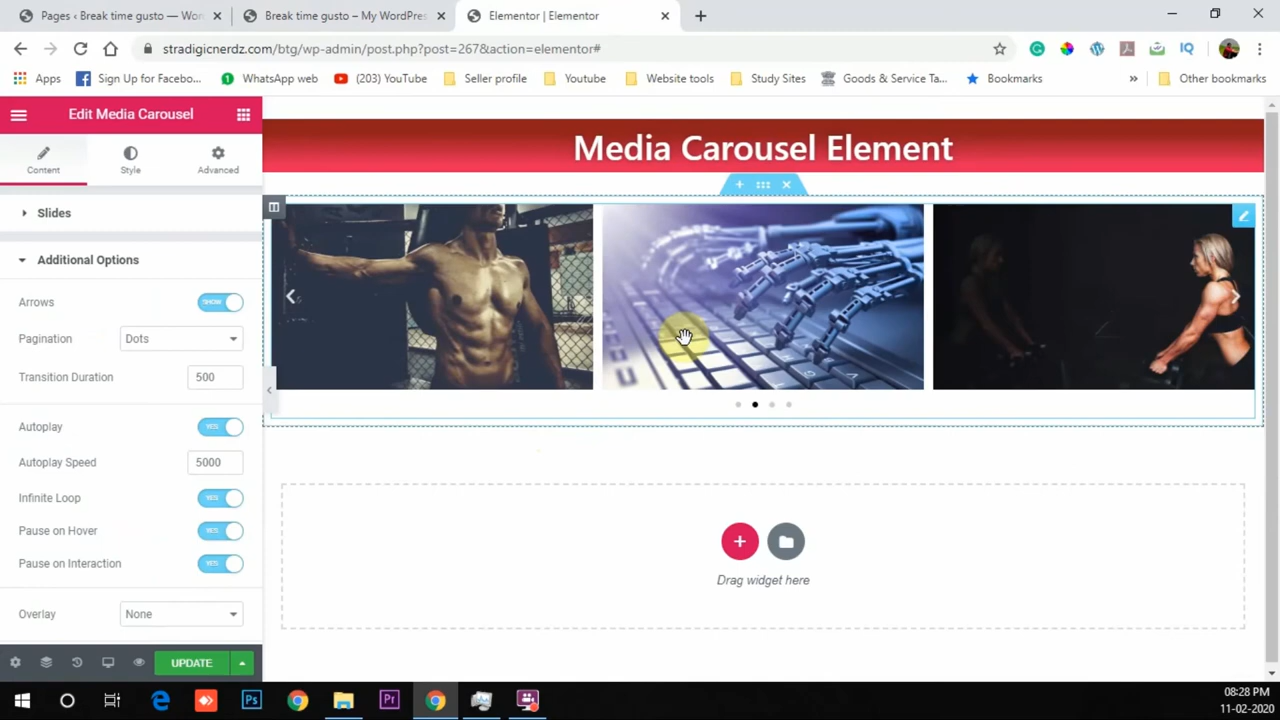 Pages ‹ Break time gusto — Wor
Break time gusto – My WordPress
Elementor | Elementor
stradigicnerdz.com/btg/wp-admin/post.php?post=267&action=elementor#
Apps
Sign Up for Facebo...
WhatsApp web
(203) YouTube
Seller profile
Youtube
Website tools
Study Sites
Goods & Service Ta...
Bookmarks
»
Other bookmarks
Edit Media Carousel
Content
Style
Advanced
Slides
Additional Options
Arrows
SHOW
Pagination
Dots
Transition Duration
500
Autoplay
YES
Autoplay Speed
5000
Infinite Loop
YES
Pause on Hover
YES
Pause on Interaction
YES
Overlay
None
UPDATE
Media Carousel Element
Drag widget here
08:28 PM
11-02-2020